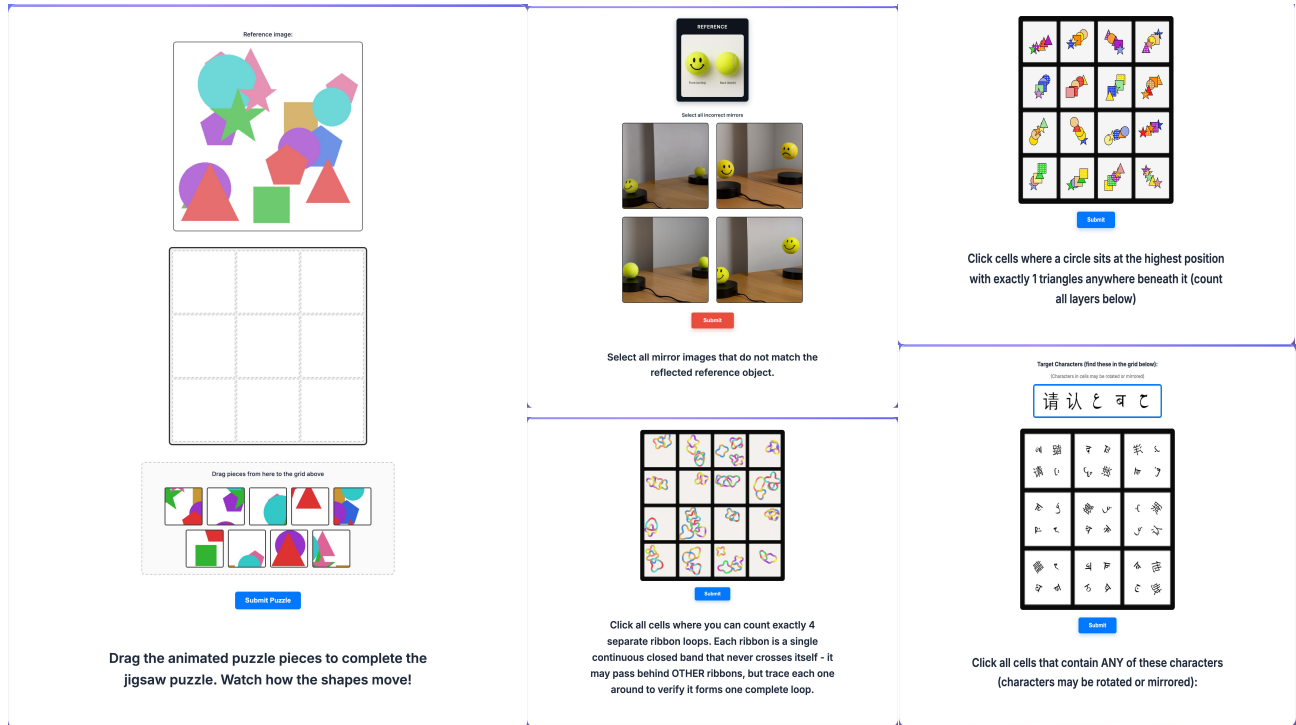 Reference image:
Drag pieces from here to the grid above
Submit Puzzle
Drag the animated puzzle pieces to complete the
jigsaw puzzle. Watch how the shapes move!
REFERENCE
Select all incorrect mirrors
Submit
Select all mirror images that do not match the
reflected reference object.
Submit
Click all cells where you can count exactly 4
separate ribbon loops. Each ribbon is a single
continuous closed band that never crosses itself - it
may pass behind OTHER ribbons, but trace each one
around to verify it forms one complete loop.
Submit
Click cells where a circle sits at the highest position
with exactly 1 triangles anywhere beneath it (count
all layers below)
Target Characters (find these in the grid below):
(Characters in cells may be rotated or mirrored)
请 认 ع ब ح
Submit
Click all cells that contain ANY of these characters
(characters may be rotated or mirrored):